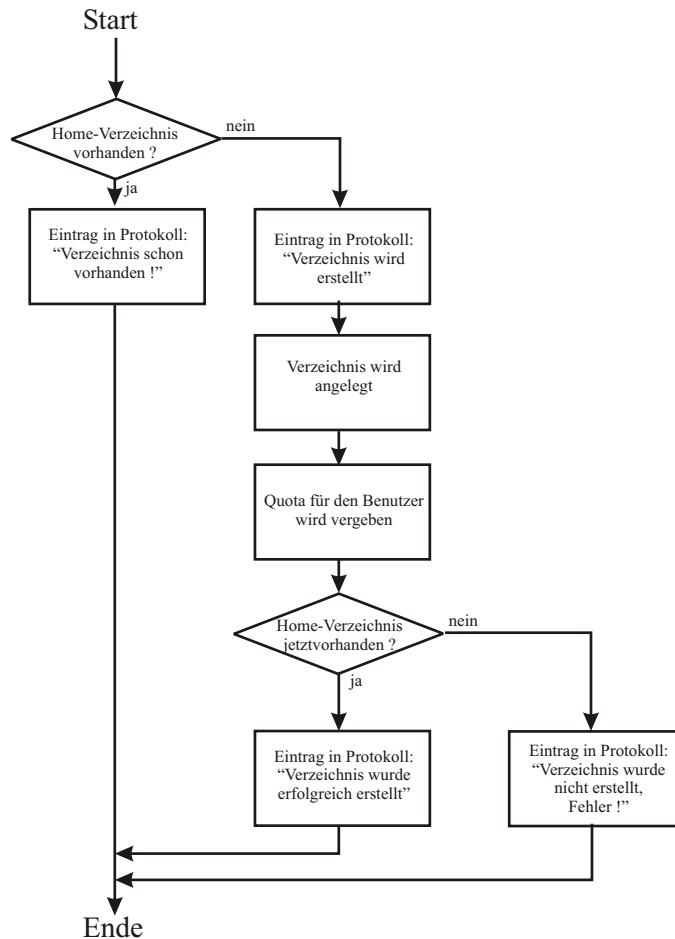 Start
Home-Verzeichnis
vorhanden ?
nein
ja
Eintrag in Protokoll:
“Verzeichnis schon
vorhanden !”
Eintrag in Protokoll:
“Verzeichnis wird
erstellt”
Verzeichnis wird
angelegt
Quota für den Benutzer
wird vergeben
Home-Verzeichnis
jetztvorhanden ?
nein
ja
Eintrag in Protokoll:
“Verzeichnis wurde
erfolgreich erstellt”
Eintrag in Protokoll:
“Verzeichnis wurde
nicht erstellt,
Fehler !”
Ende